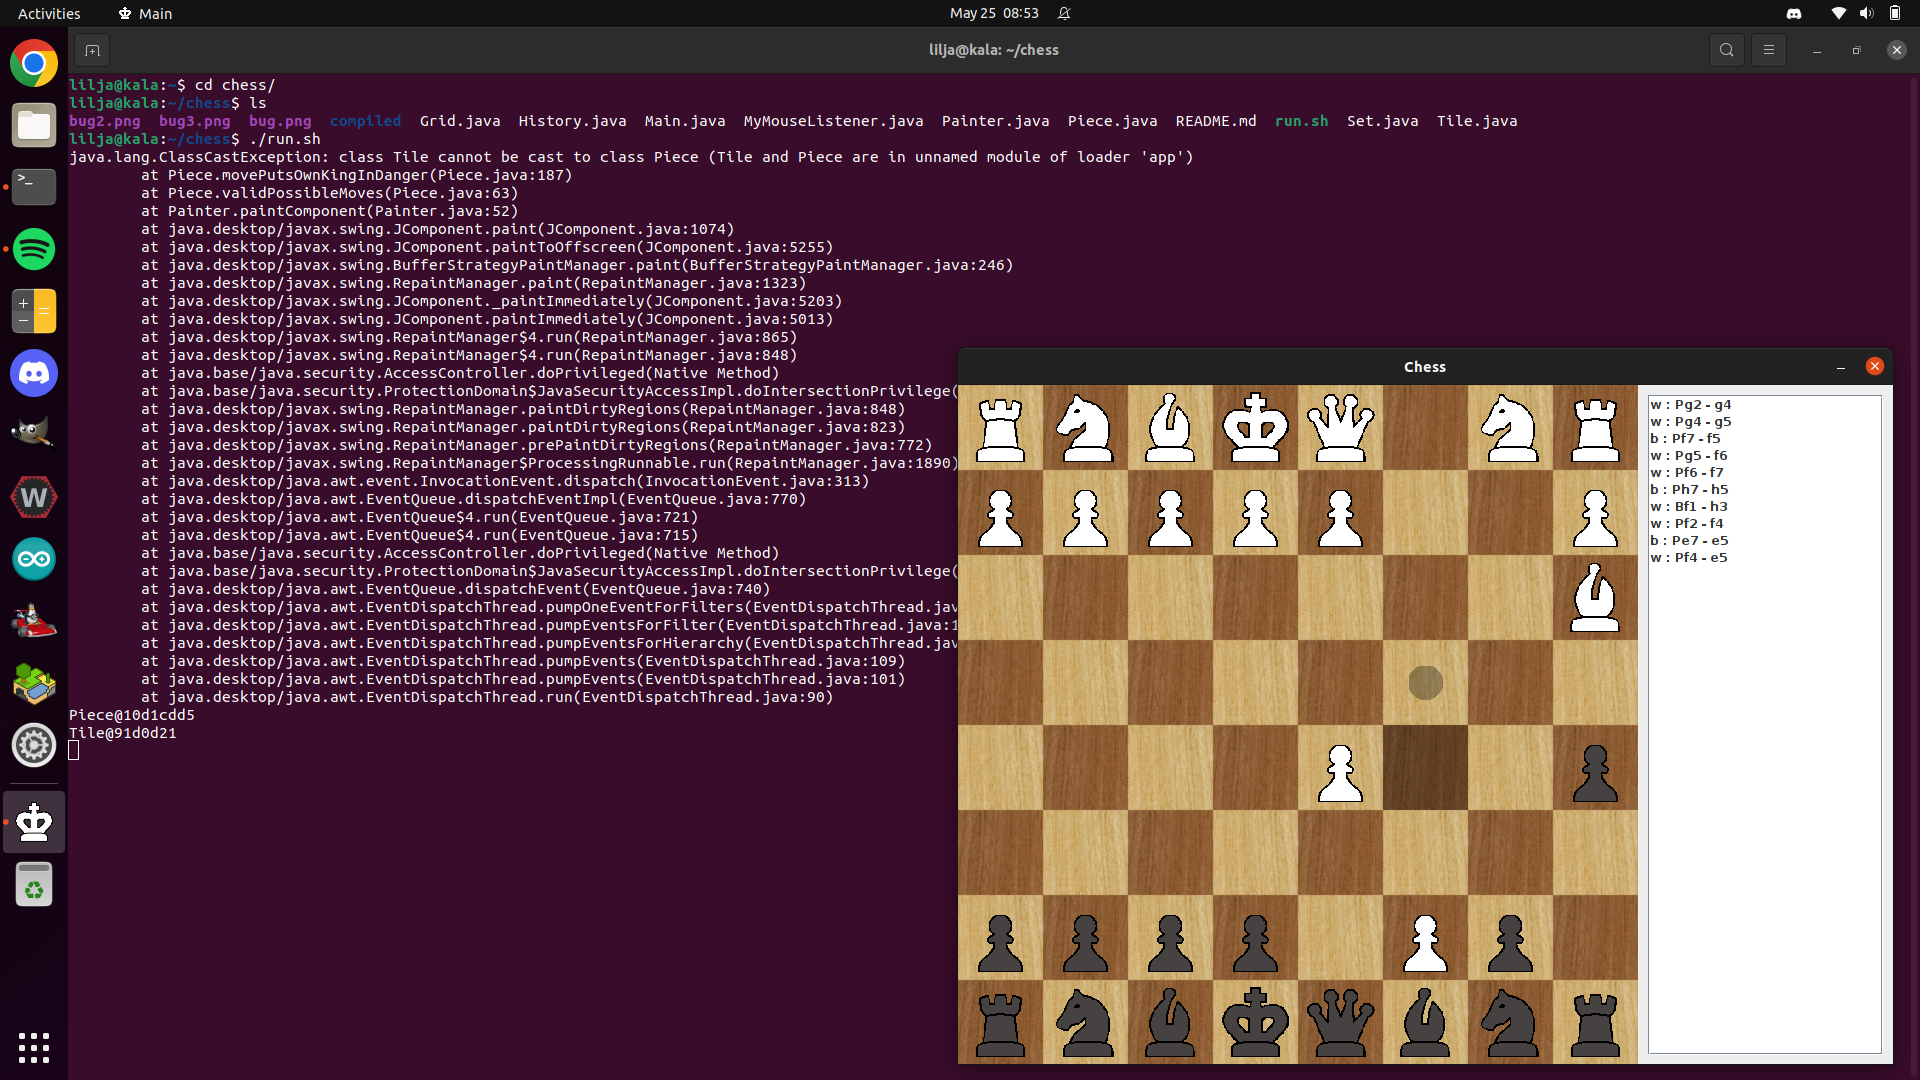 Activities Main May 25 08:53
lilja@kala: ~/chess
lilja@kala:~$ cd chess/
lilja@kala:~/chess$ ls
bug2.png bug3.png bug.png compiled Grid.java History.java Main.java MyMouseListener.java Painter.java Piece.java README.md run.sh Set.java Tile.java
lilja@kala:~/chess$ ./run.sh
java.lang.ClassCastException: class Tile cannot be cast to class Piece (Tile and Piece are in unnamed module of loader 'app')
at Piece.movePutsOwnKingInDanger(Piece.java:187)
at Piece.validPossibleMoves(Piece.java:63)
at Painter.paintComponent(Painter.java:52)
at java.desktop/javax.swing.JComponent.paint(JComponent.java:1074)
at java.desktop/javax.swing.JComponent.paintToOffscreen(JComponent.java:5255)
at java.desktop/javax.swing.BufferStrategyPaintManager.paint(BufferStrategyPaintManager.java:246)
at java.desktop/javax.swing.RepaintManager.paint(RepaintManager.java:1323)
at java.desktop/javax.swing.JComponent._paintImmediately(JComponent.java:5203)
at java.desktop/javax.swing.JComponent.paintImmediately(JComponent.java:5013)
at java.desktop/javax.swing.RepaintManager$4.run(RepaintManager.java:865)
at java.desktop/javax.swing.RepaintManager$4.run(RepaintManager.java:848)
at java.base/java.security.AccessController.doPrivileged(Native Method)
at java.base/java.security.ProtectionDomain$JavaSecurityAccessImpl.doIntersectionPrivilege(
at java.desktop/javax.swing.RepaintManager.paintDirtyRegions(RepaintManager.java:848)
at java.desktop/javax.swing.RepaintManager.paintDirtyRegions(RepaintManager.java:823)
at java.desktop/javax.swing.RepaintManager.prePaintDirtyRegions(RepaintManager.java:772)
at java.desktop/javax.swing.RepaintManager$ProcessingRunnable.run(RepaintManager.java:1890)
at java.desktop/java.awt.event.InvocationEvent.dispatch(InvocationEvent.java:313)
at java.desktop/java.awt.EventQueue.dispatchEventImpl(EventQueue.java:770)
at java.desktop/java.awt.EventQueue$4.run(EventQueue.java:721)
at java.desktop/java.awt.EventQueue$4.run(EventQueue.java:715)
at java.base/java.security.AccessController.doPrivileged(Native Method)
at java.base/java.security.ProtectionDomain$JavaSecurityAccessImpl.doIntersectionPrivilege(
at java.desktop/java.awt.EventQueue.dispatchEvent(EventQueue.java:740)
at java.desktop/java.awt.EventDispatchThread.pumpOneEventForFilters(EventDispatchThread.jav
at java.desktop/java.awt.EventDispatchThread.pumpEventsForFilter(EventDispatchThread.java:1
at java.desktop/java.awt.EventDispatchThread.pumpEventsForHierarchy(EventDispatchThread.jav
at java.desktop/java.awt.EventDispatchThread.pumpEvents(EventDispatchThread.java:109)
at java.desktop/java.awt.EventDispatchThread.pumpEvents(EventDispatchThread.java:101)
at java.desktop/java.awt.EventDispatchThread.run(EventDispatchThread.java:90)
Piece@10d1cdd5
Tile@91d0d21
Chess
w : Pg2 - g4
w : Pg4 - g5
b : Pf7 - f5
w : Pg5 - f6
w : Pf6 - f7
b : Ph7 - h5
w : Bf1 - h3
w : Pf2 - f4
b : Pe7 - e5
w : Pf4 - e5